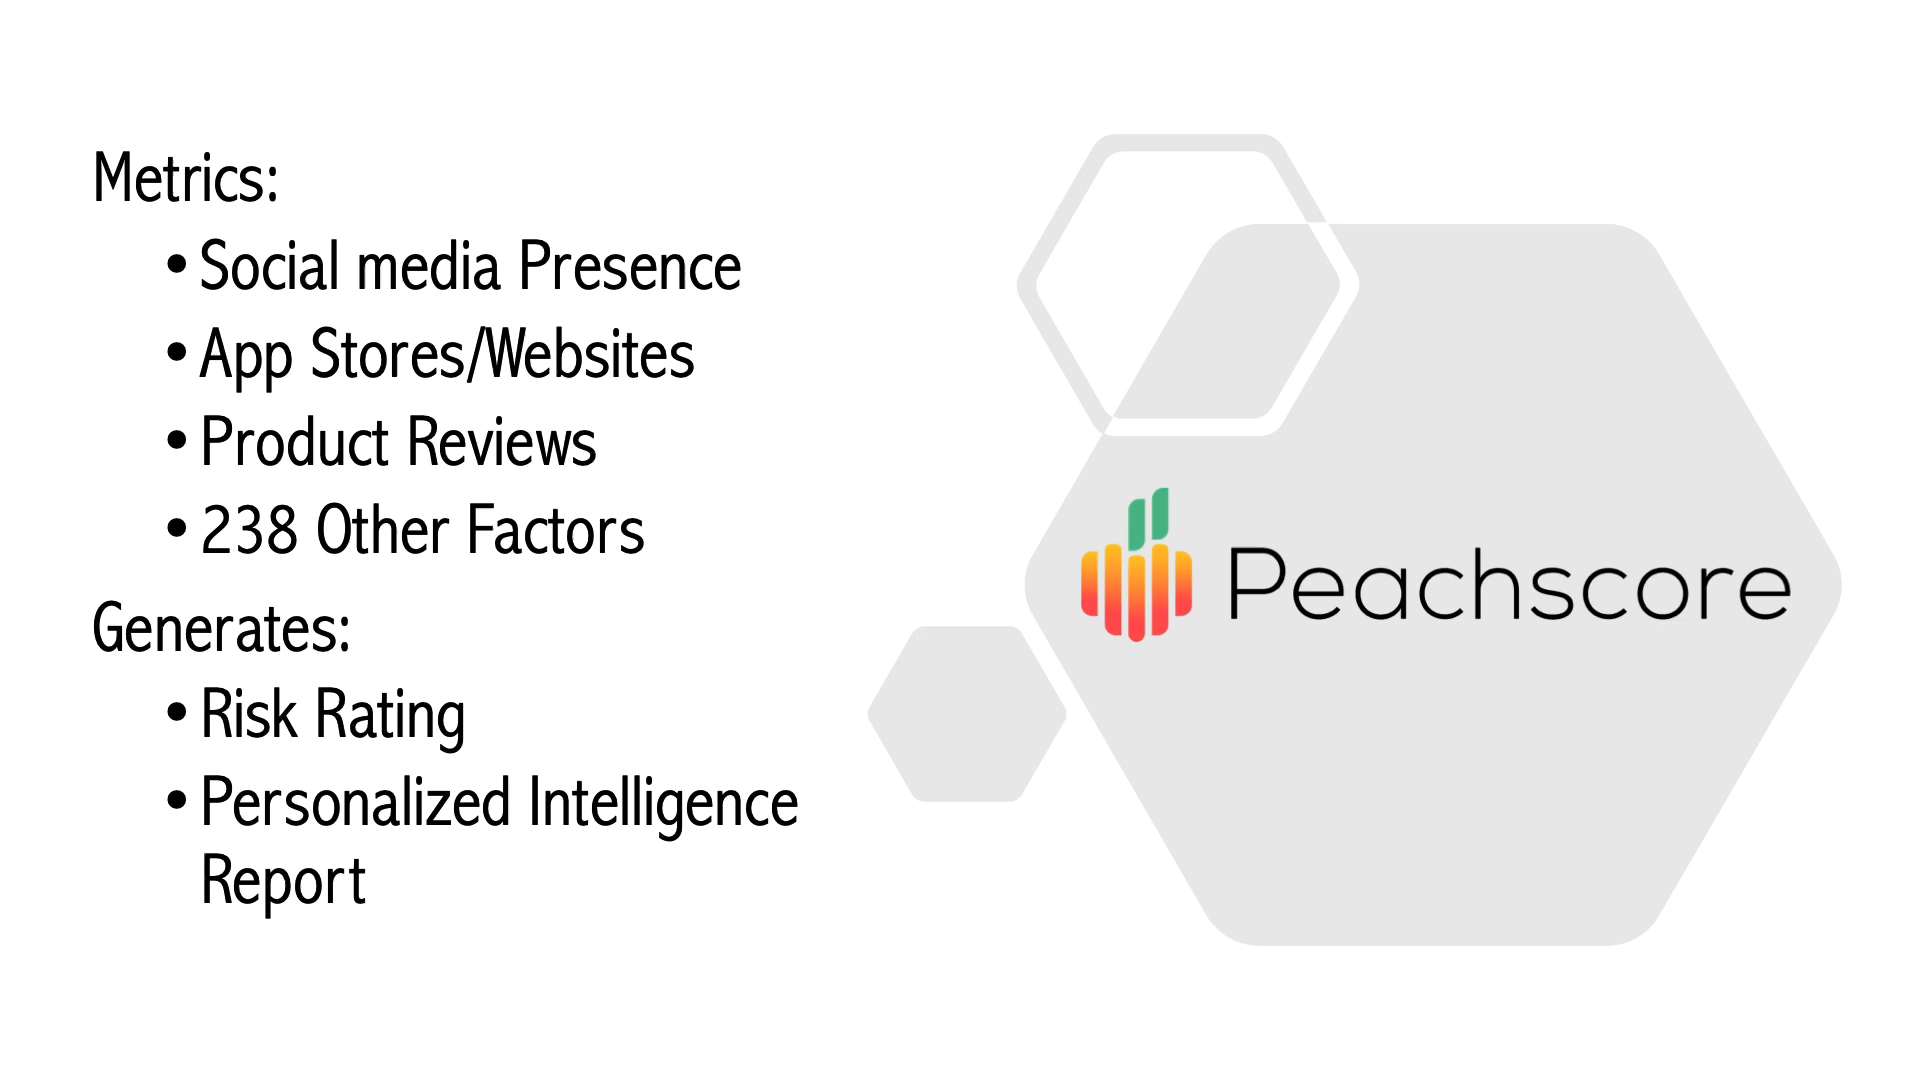 Metrics:
• Social media Presence
• App Stores/Websites
• Product Reviews
• 238 Other Factors
Generates:
• Risk Rating
• Personalized Intelligence
Report
Peachscore